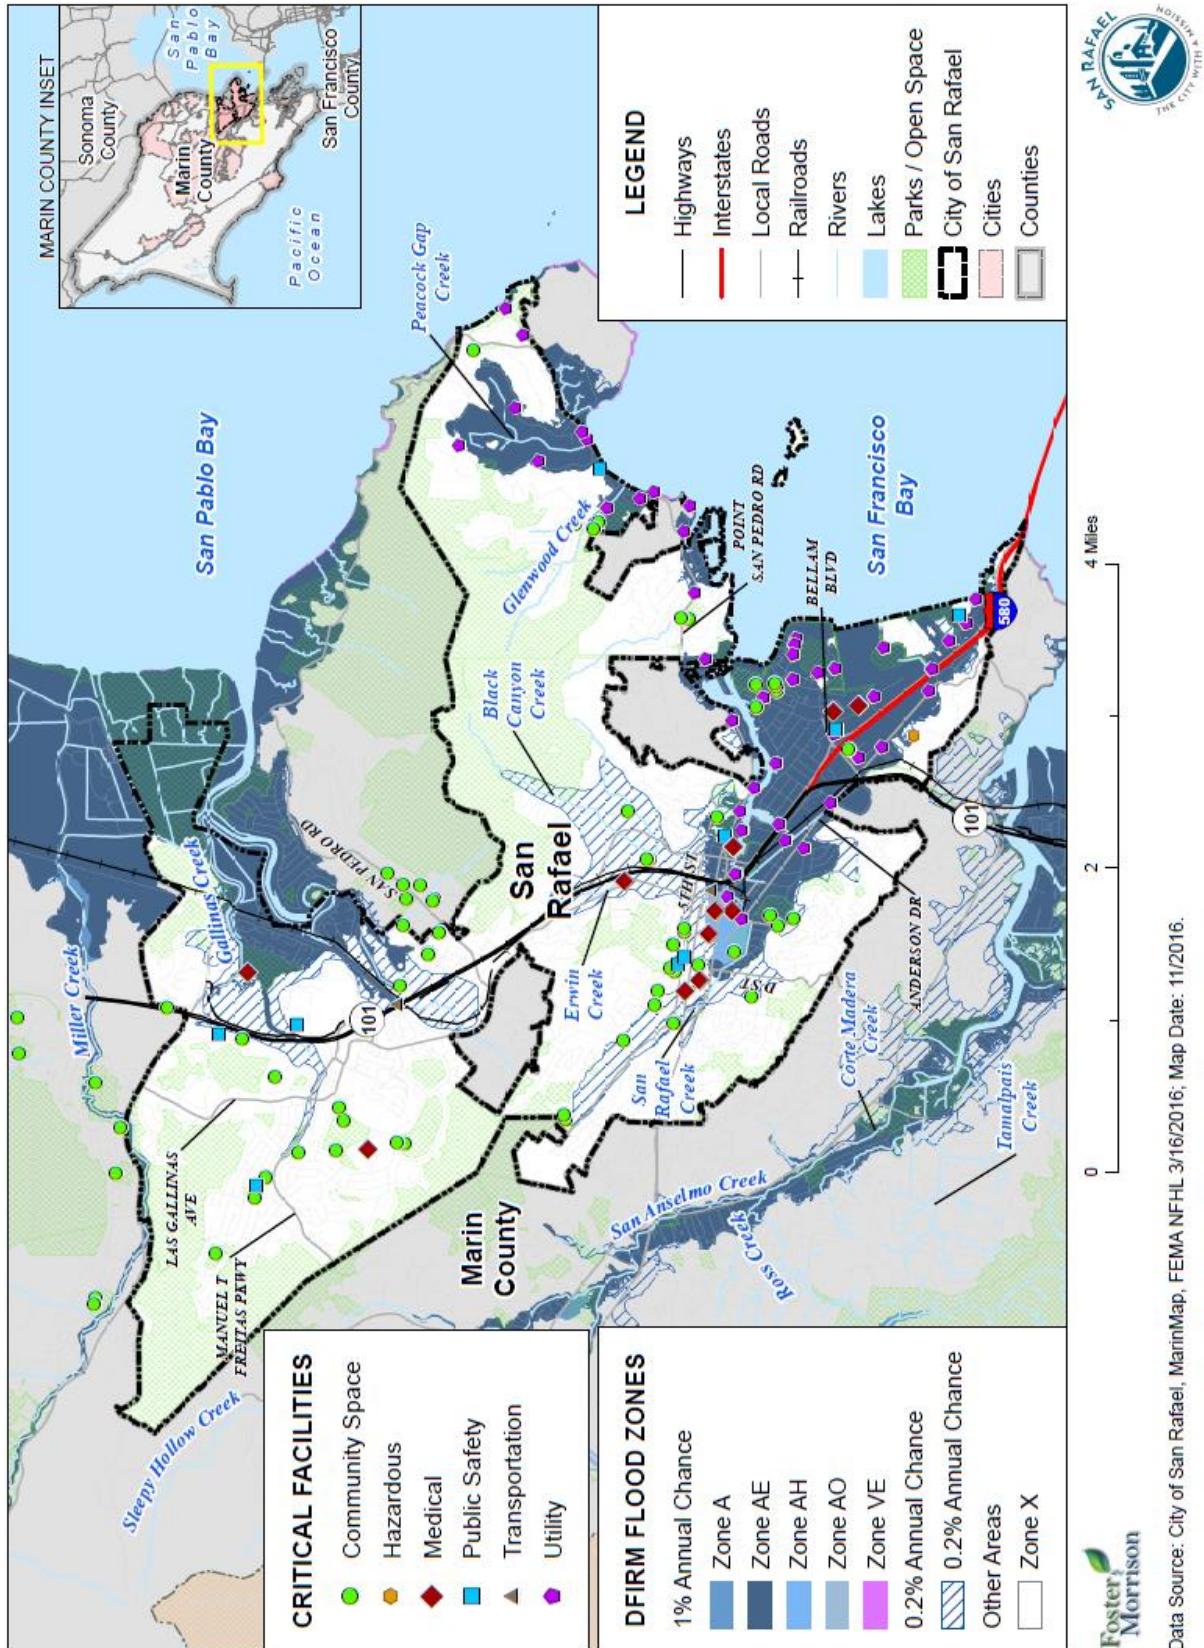 MARIN COUNTY INSET
Sonoma
County
San
Pablo
Bay
Marin
County
Pacific
Ocean
San Francisco
County
San Pablo Bay
Miller Creek
Gallinas Creek
SAN PEDRO RD
101
LAS GALLINAS
AVE
MANUEL T
FREITAS PKWY
Sleepy Hollow Creek
Peacock Gap
Creek
Glenwood Creek
Black
Canyon
Creek
San
Rafael
Erwin
Creek
5TH ST
POINT
SAN PEDRO RD
San Francisco
Bay
BELLAM
BLVD
580
101
D ST
San
Rafael
Creek
ANDERSON DR
Corte Madera
Creek
Tamalpais
Creek
San Anselmo Creek
Ross Creek
Marin
County
CRITICAL FACILITIES
Community Space
Hazardous
Medical
Public Safety
Transportation
Utility
DFIRM FLOOD ZONES
1% Annual Chance
Zone A
Zone AE
Zone AH
Zone AO
Zone VE
0.2% Annual Chance
0.2% Annual Chance
Other Areas
Zone X
LEGEND
Highways
Interstates
Local Roads
Railroads
Rivers
Lakes
Parks / Open Space
City of San Rafael
Cities
Counties
0
2
4 Miles
Foster
Morrison
Data Source: City of San Rafael, MarinMap, FEMA NFHL 3/16/2016; Map Date: 11/2016.
SAN RAFAEL
THE CITY WITH A MISSION